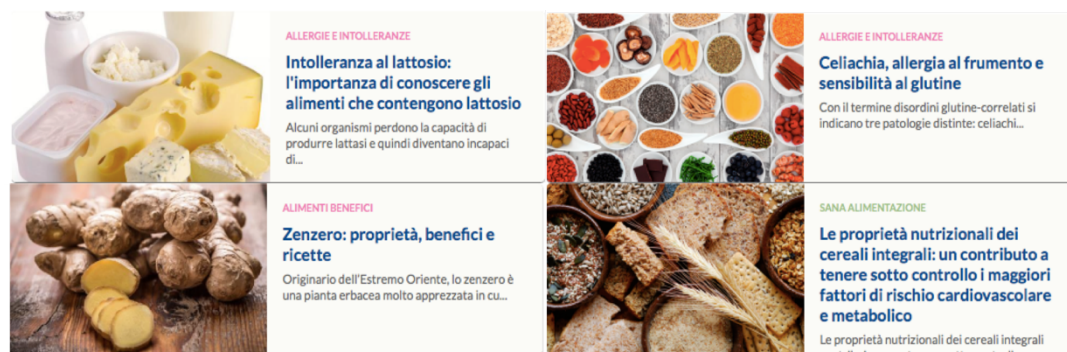 ALLERGIE E INTOLLERANZE
Intolleranza al lattosio:
l'importanza di conoscere gli
alimenti che contengono lattosio
Alcuni organismi perdono la capacità di
produrre lattasi e quindi diventano incapaci
di...
ALLERGIE E INTOLLERANZE
Celiachia, allergia al frumento e
sensibilità al glutine
Con il termine disordini glutine-correlati si
indicano tre patologie distinte: celiachi...
ALIMENTI BENEFICI
Zenzero: proprietà, benefici e
ricette
Originario dell'Estremo Oriente, lo zenzero è
una pianta erbacea molto apprezzata in cu...
SANA ALIMENTAZIONE
Le proprietà nutrizionali dei
cereali integrali: un contributo a
tenere sotto controllo i maggiori
fattori di rischio cardiovascolare
e metabolico
Le proprietà nutrizionali dei cereali integrali